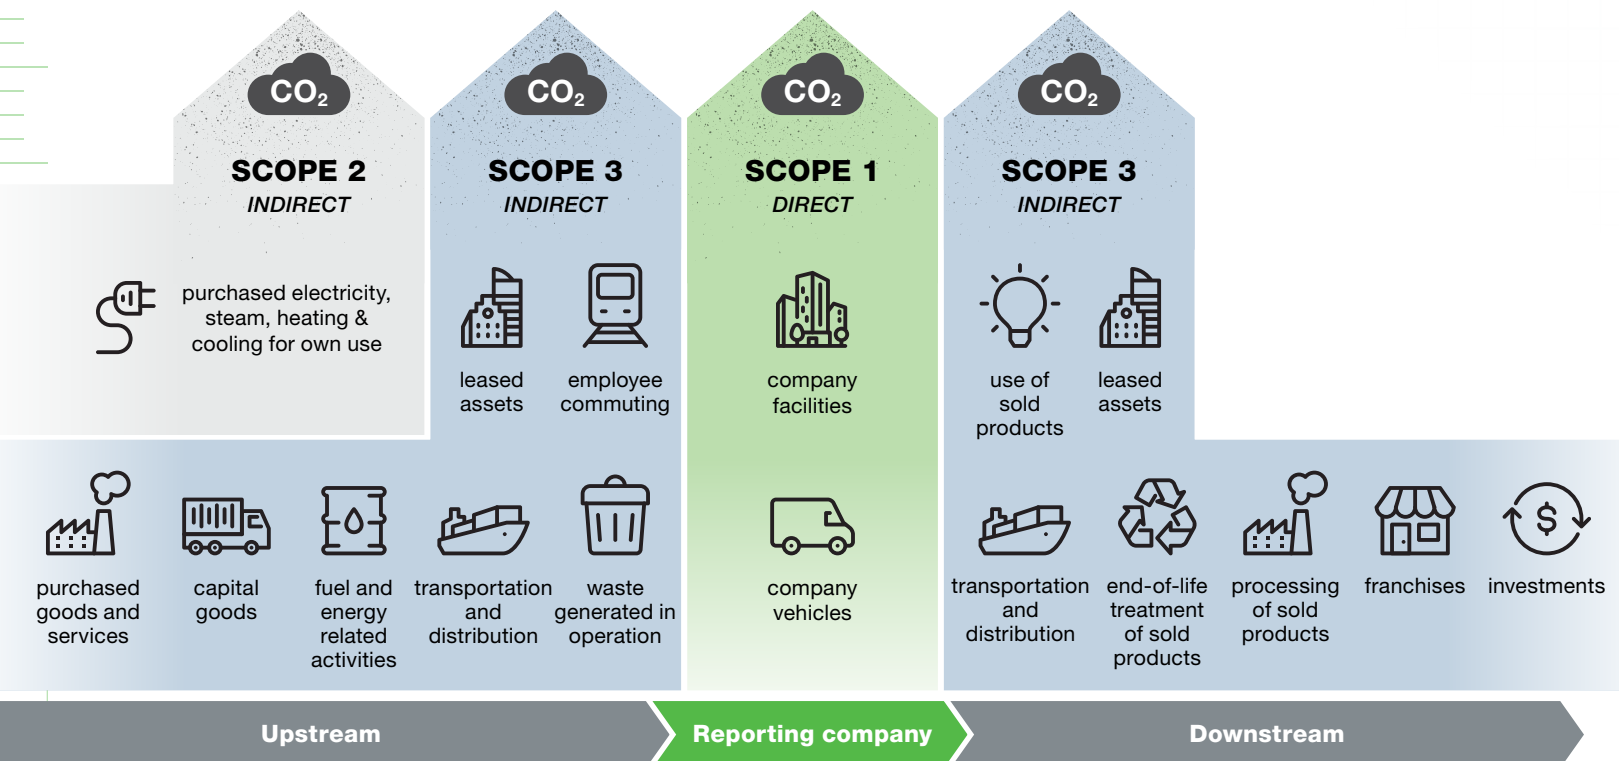 CO₂
SCOPE 2
INDIRECT
purchased electricity,
steam, heating &
cooling for own use
CO₂
SCOPE 3
INDIRECT
leased
assets
employee
commuting
purchased
goods and
services
capital
goods
fuel and
energy
related
activities
transportation
and
distribution
waste
generated in
operation
CO₂
SCOPE 1
DIRECT
company
facilities
company
vehicles
CO₂
SCOPE 3
INDIRECT
use of
sold
products
leased
assets
transportation
and
distribution
end-of-life
treatment
of sold
products
processing
of sold
products
franchises
$
investments
Upstream
Reporting company
Downstream